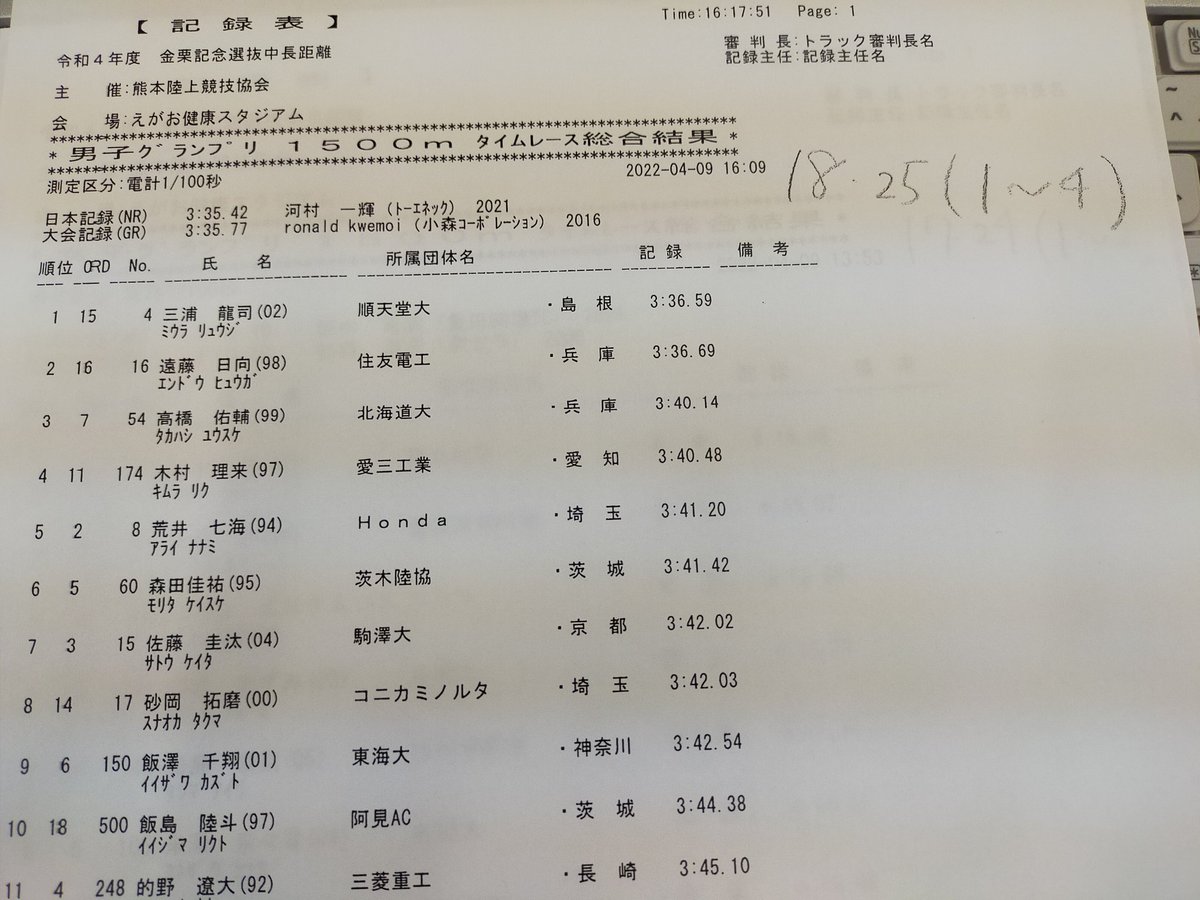 Time:16:17:51 Page: 1
【 記 録 表 】
令和４年度 金栗記念選抜中長距離
審 判 長:トラック審判長名
記録主任:記録主任名
主 催:熊本陸上競技協会
会 場:えがお健康スタジアム
* 男子グランプリ １５００ｍ タイムレース総合結果 *
2022-04-09 16:09
18.25(1~4)
測定区分:電計1/100秒
日本記録(NR) 3:35.42 河村 一輝 (トーエネック) 2021
大会記録(GR) 3:35.77 ronald kwemoi (小森コーポレーション) 2016
順位 ORD No. 氏 名 所属団体名 記録 備 考
1 15 4 三浦 龍司(02) 順天堂大 ・島 根 3:36.59
ﾐｳﾗ ﾘｭｳｼﾞ
2 16 16 遠藤 日向(98) 住友電工 ・兵 庫 3:36.69
ｴﾝﾄﾞｳ ﾋｭｳｶﾞ
3 7 54 高橋 佑輔(99) 北海道大 ・兵 庫 3:40.14
ﾀｶﾊｼ ﾕｳｽｹ
4 11 174 木村 理来(97) 愛三工業 ・愛 知 3:40.48
ｷﾑﾗ ﾘｸ
5 2 8 荒井 七海(94) Ｈｏｎｄａ ・埼 玉 3:41.20
ｱﾗｲ ﾅﾅﾐ
6 5 60 森田佳祐(95) 茨木陸協 ・茨 城 3:41.42
ﾓﾘﾀ ｹｲｽｹ
7 3 15 佐藤 圭汰(04) 駒澤大 ・京 都 3:42.02
ｻﾄｳ ｹｲﾀ
8 14 17 砂岡 拓磨(00) コニカミノルタ ・埼 玉 3:42.03
ｽﾅｵｶ ﾀｸﾏ
9 6 150 飯澤 千翔(01) 東海大 ・神奈川 3:42.54
ｲｲｻﾞﾜ ｶｽﾞﾄ
10 18 500 飯島 陸斗(97) 阿見AC ・茨 城 3:44.38
ｲｲｼﾞﾏ ﾘｸﾄ
11 4 248 的野 遼大(92) 三菱重工 ・長 崎 3:45.10